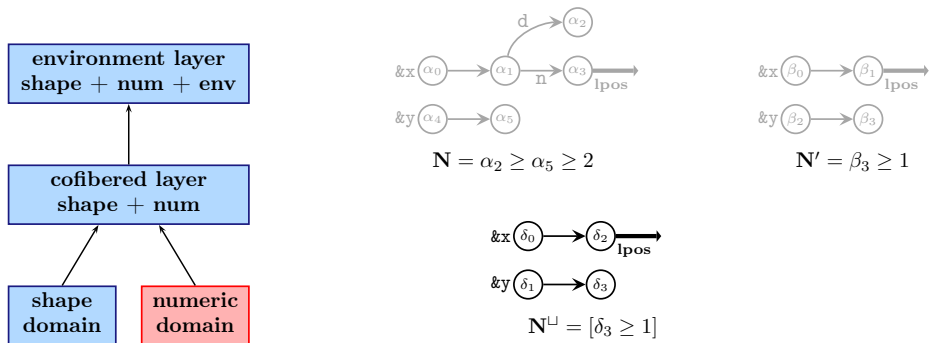 environment layer
shape + num + env
cofibered layer
shape + num
shape
domain
numeric
domain
d α₂
&x α₀ α₁ n α₃ lpos
&y α₄ α₅
N = α₂ ≥ α₅ ≥ 2
&x β₀ β₁ lpos
&y β₂ β₃
N′ = β₃ ≥ 1
&x δ₀ δ₂ lpos
&y δ₁ δ₃
N^⊔ = [δ₃ ≥ 1]